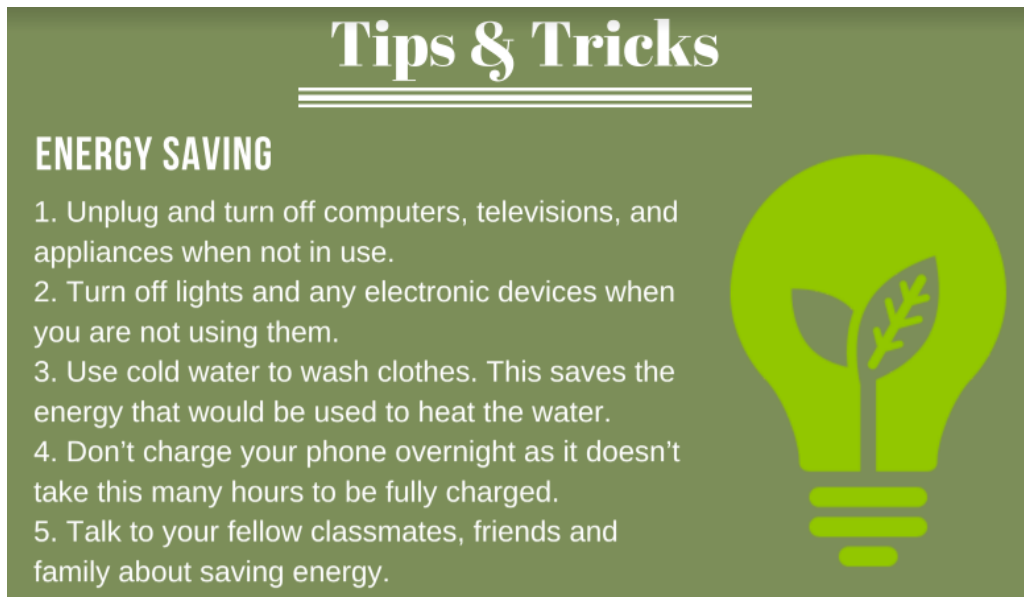 Tips & Tricks
ENERGY SAVING
1. Unplug and turn off computers, televisions, and
appliances when not in use.
2. Turn off lights and any electronic devices when
you are not using them.
3. Use cold water to wash clothes. This saves the
energy that would be used to heat the water.
4. Don’t charge your phone overnight as it doesn’t
take this many hours to be fully charged.
5. Talk to your fellow classmates, friends and
family about saving energy.